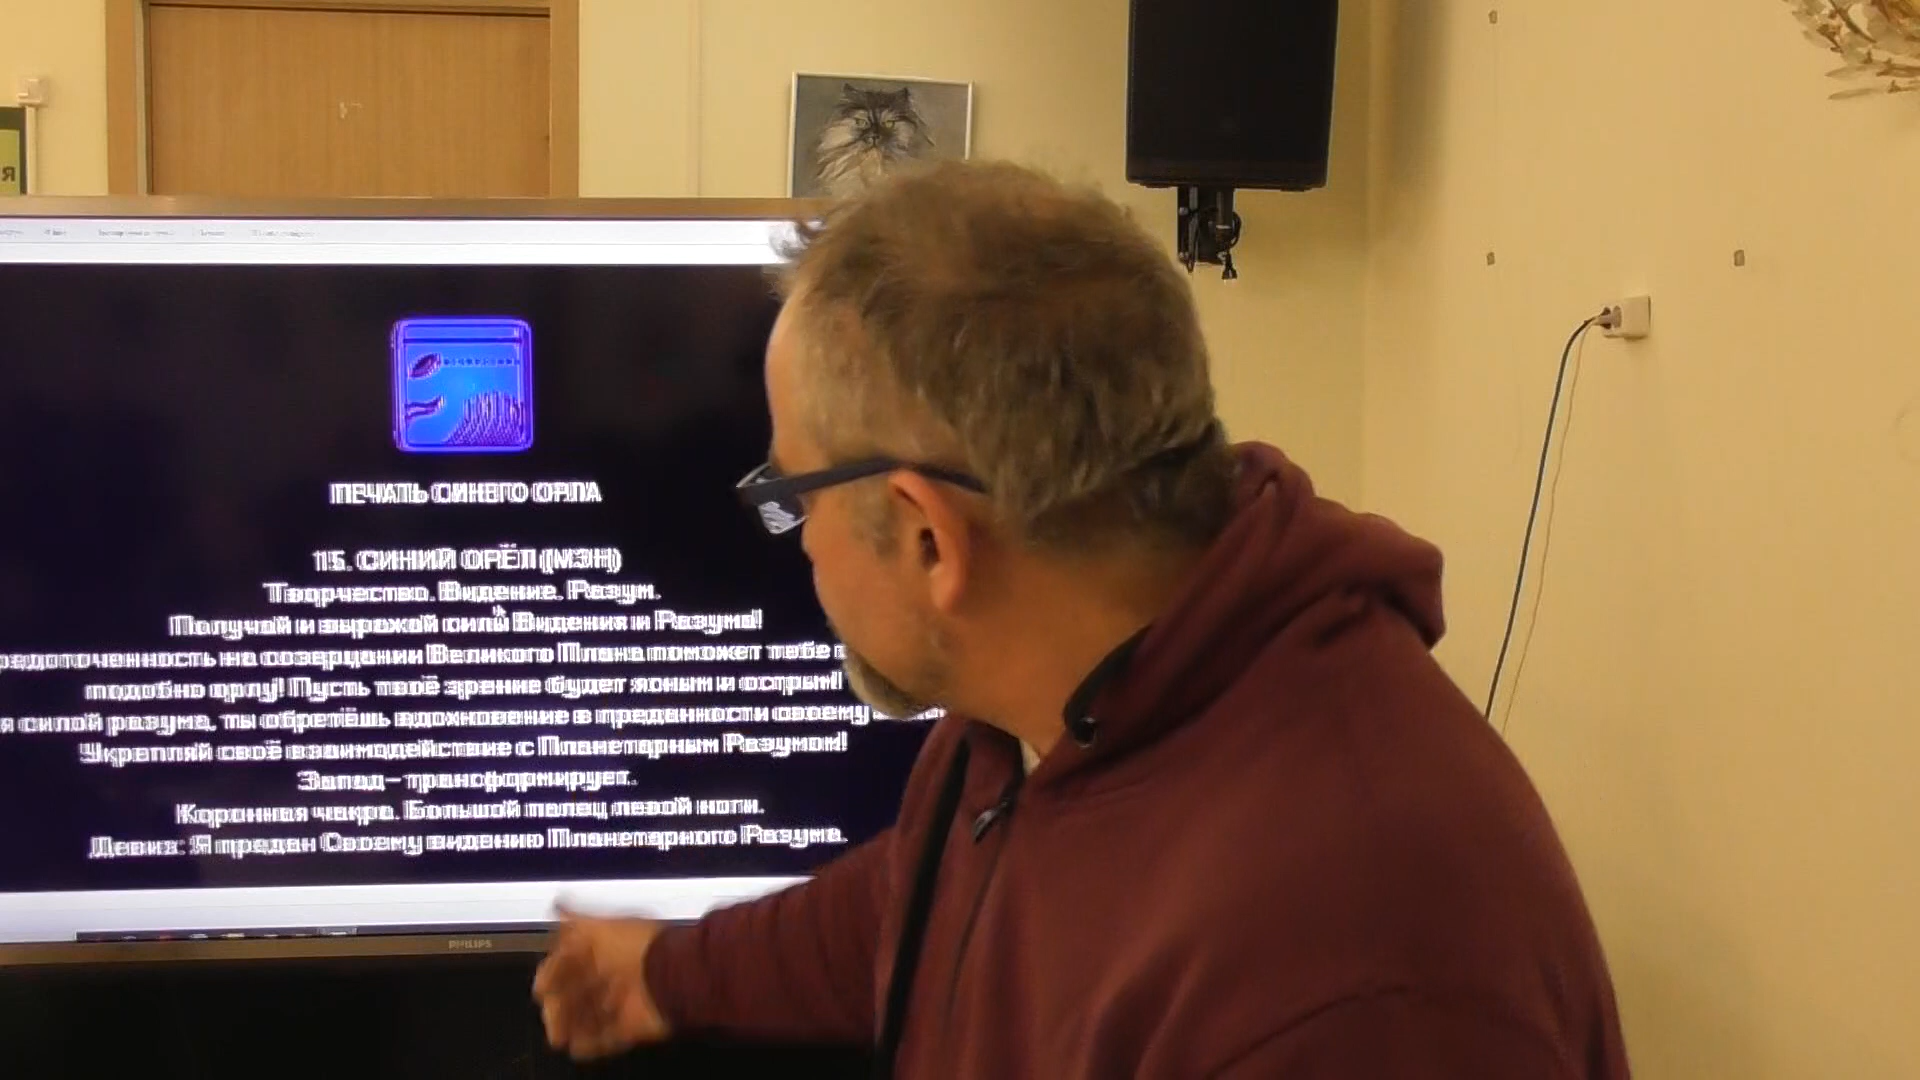 Я
ПЕЧАТЬ СИНЕГО ОРЛА
15. СИНИЙ ОРЁЛ (МЭН)
Творчество. Видение. Разум.
Получай и выражай силы Видения и Разума!
редоточенность на созерцании Великого Плана поможет тебе
подобно орлу! Пусть твоё зрение будет ясным и острым!
я силой разума, ты обретёшь вдохновение в преданности своему
Укрепляй своё взаимодействие с Планетарным Разумом!
Запад – трансформирует.
Коронная чакра. Большой палец левой ноги.
Девиз: Я предан Своему видению Планетарного Разума.
PHILIPS